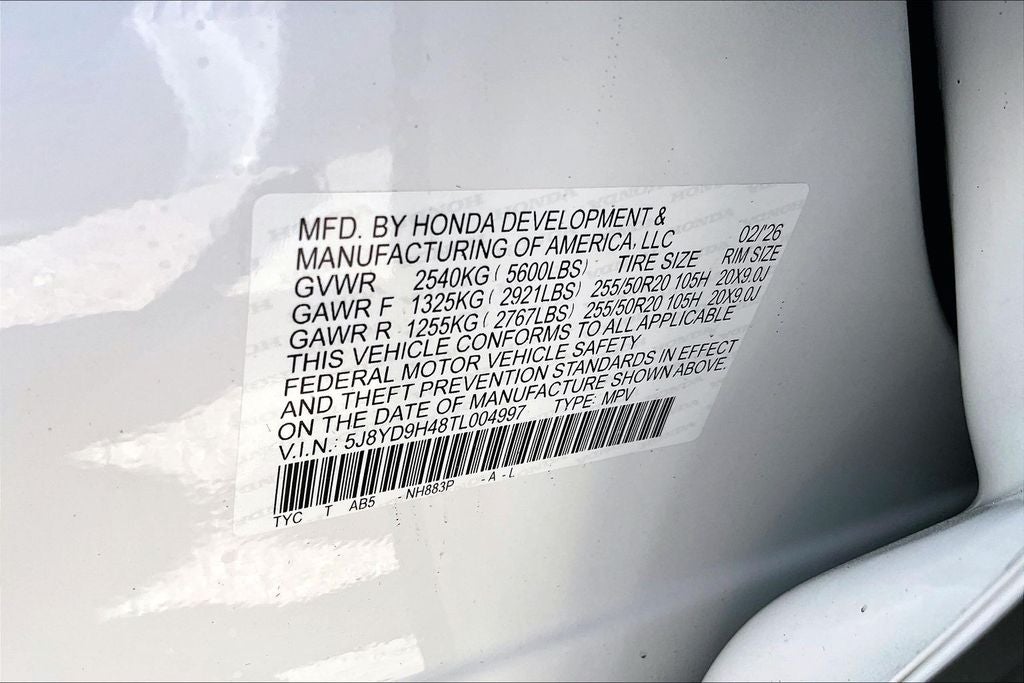 MFD. BY HONDA DEVELOPMENT &
MANUFACTURING OF AMERICA, LLC 02/26
GVWR 2540KG ( 5600LBS) TIRE SIZE RIM SIZE
GAWR F 1325KG ( 2921LBS) 255/50R20 105H 20X9.0J
GAWR R 1255KG ( 2767LBS) 255/50R20 105H 20X9.0J
THIS VEHICLE CONFORMS TO ALL APPLICABLE
FEDERAL MOTOR VEHICLE SAFETY
AND THEFT PREVENTION STANDARDS IN EFFECT
ON THE DATE OF MANUFACTURE SHOWN ABOVE.
V.I.N.: 5J8YD9H48TL004997 TYPE: MPV
TYC T AB5 - NH883P - A - L